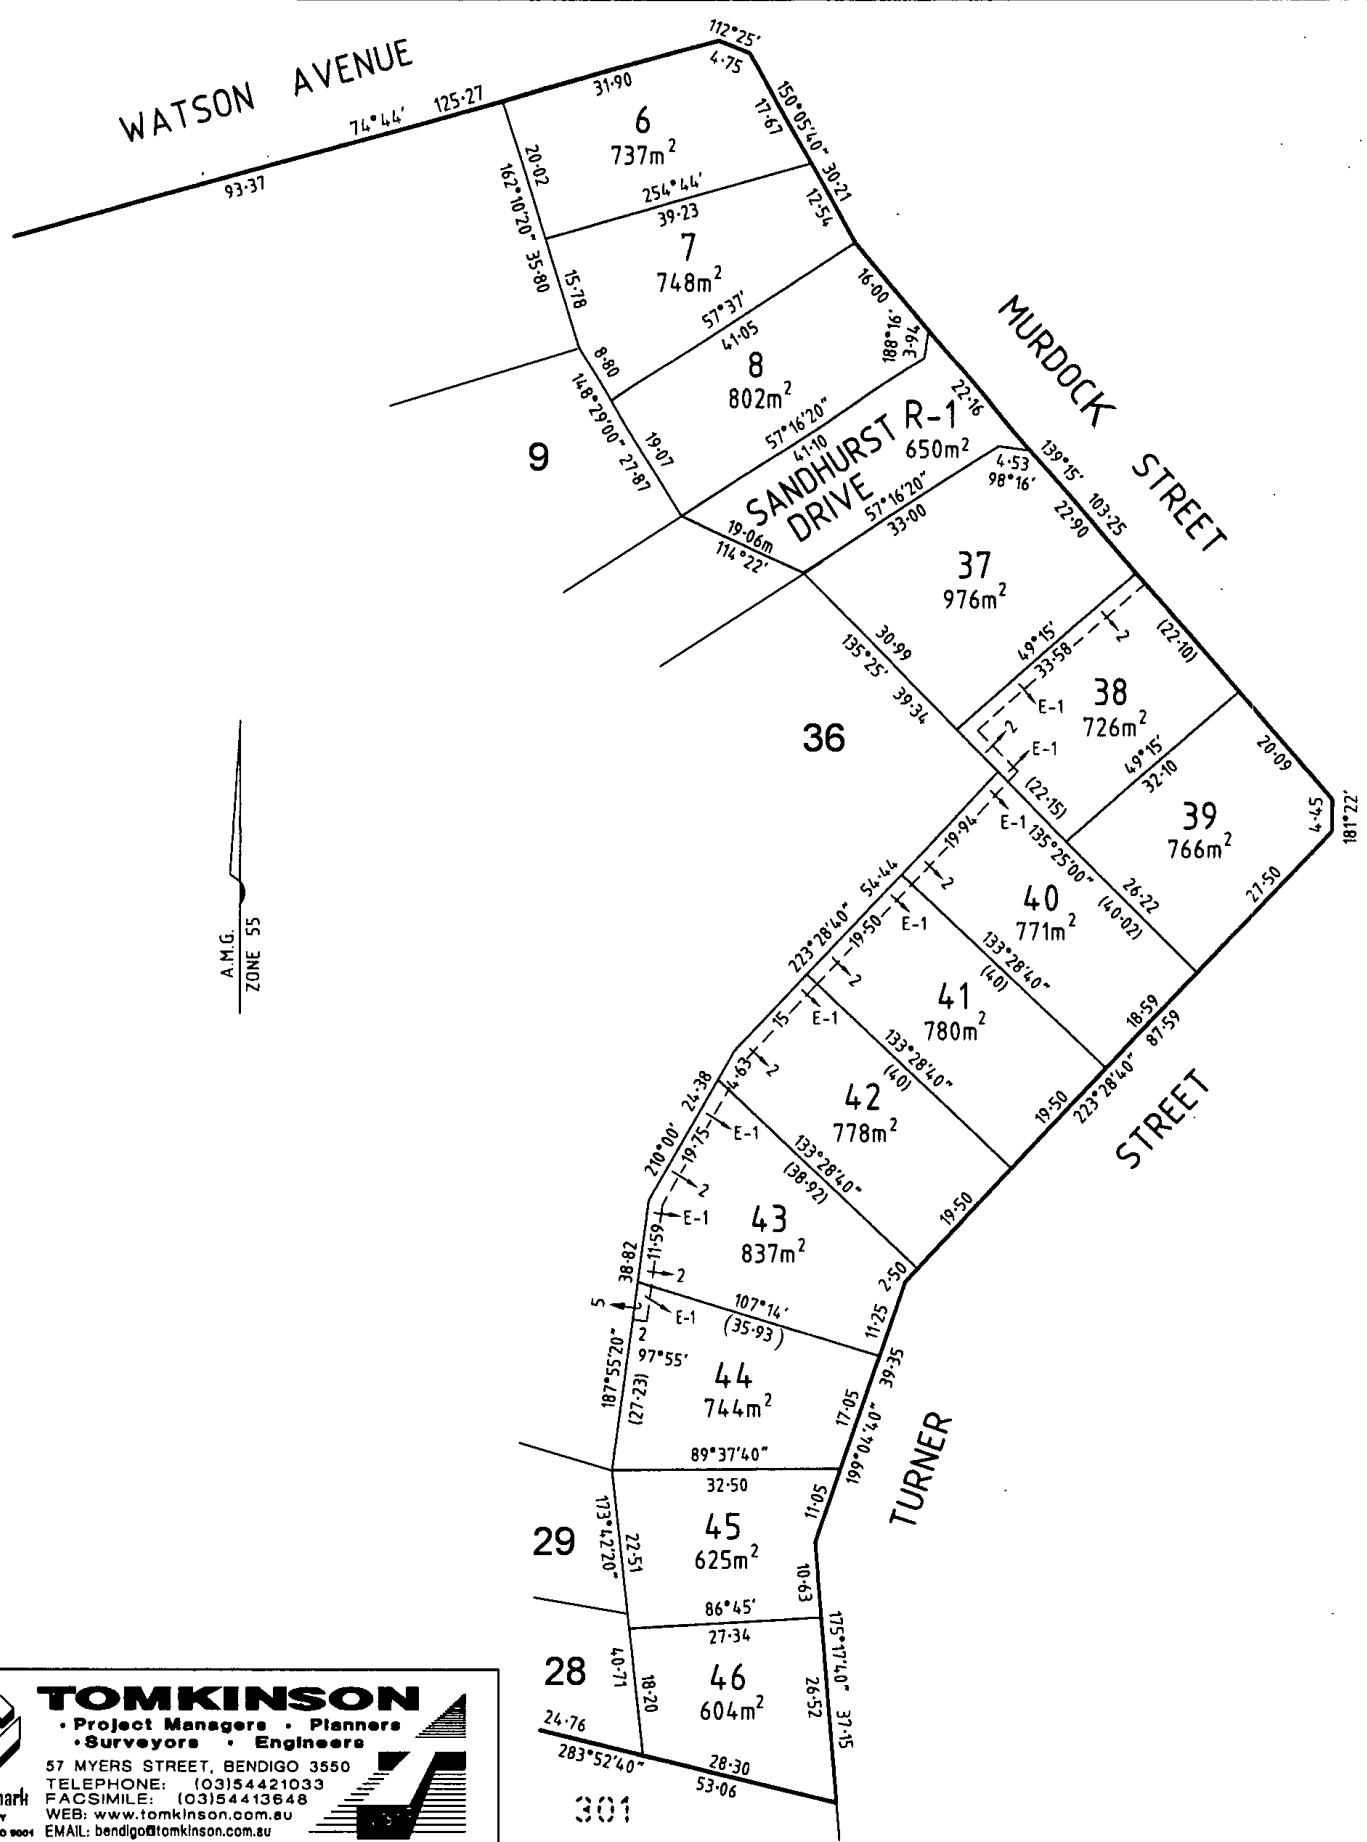 WATSON AVENUE
112°25'
4·75
74°44' 125·27
31·90
93·37
6
737m²
150°05'40" 30·21
17·67
12·54
20·02
162°10'20" 35·80
15·78
254°44'
39·23
7
748m²
57°37'
41·05
8·80
148°29'00" 27·87
19·07
8
802m²
16·00
188°16'
3·94
22·16
57°16'20"
41·10
SANDHURST
DRIVE
R-1
650m²
9
MURDOCK STREET
139°15' 103·25
4·53
98°16'
22·90
57°16'20"
33·00
19·06m
114°22'
37
976m²
30·99
135°25' 39·34
49°15'
33·58
2
(22·10)
38
726m²
E-1
2
E-1
36
49°15'
32·10
20·09
4·45
181°22'
39
766m²
(22·15)
E-1
135°25'00" (40·02)
26·22
27·50
19·94
2
40
771m²
223°28'40" 54·44
E-1
19·50
2
133°28'40"
(40)
18·59
41
780m²
E-1
15
2
133°28'40"
(40)
19·50
223°28'40" 87·59
A.M.G.
ZONE 55
STREET
42
778m²
4·63
210°00' 24·38
E-1
19·75
2
133°28'40"
(38·92)
19·50
2·50
43
837m²
E-1
11·59
2
38·82
187°55'20"
107°14'
(35·93)
11·25
5
E-1
2
97°55'
(27·23)
44
744m²
17·05
199°04'40" 39·35
TURNER
89°37'40"
32·50
11·05
29
173°42'20" 40·71
22·51
45
625m²
10·63
86°45'
27·34
175°17'40" 37·15
28
18·20
46
604m²
26·52
24·76
283°52'40"
28·30
53·06
301
TOMKINSON
• Project Managers • Planners
• Surveyors • Engineers
57 MYERS STREET, BENDIGO 3550
TELEPHONE: (03)54421033
FACSIMILE: (03)54413648
WEB: www.tomkinson.com.au
EMAIL: bendigo@tomkinson.com.au